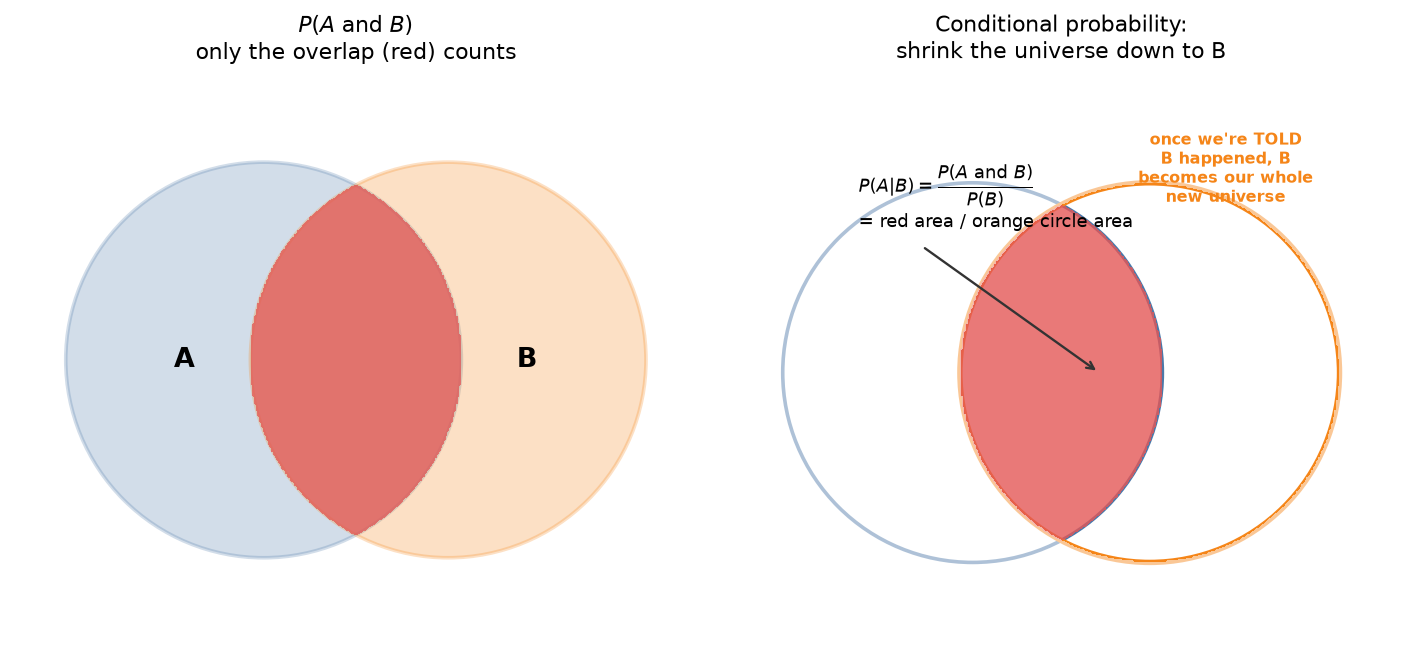 P(A and B)
only the overlap (red) counts
A
B
Conditional probability:
shrink the universe down to B
once we're TOLD
B happened, B
becomes our whole
new universe
P(A|B) = P(A and B) / P(B)
= red area / orange circle area